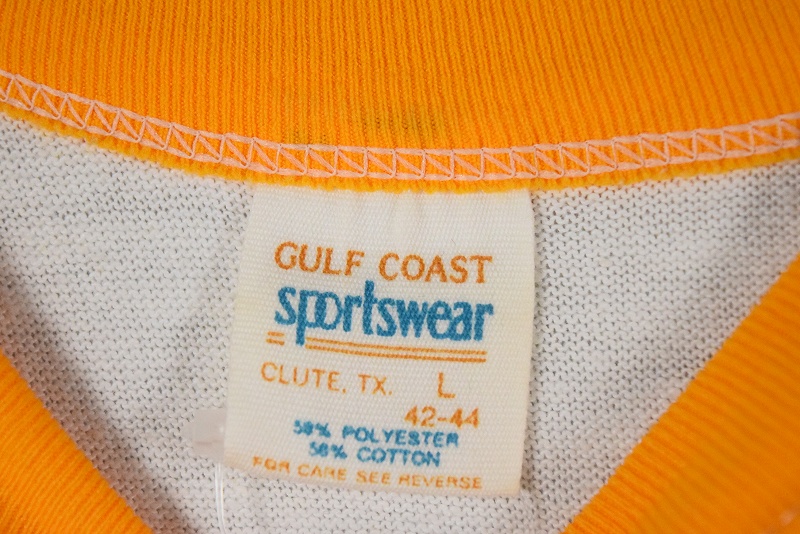 GULF COAST
sportswear
CLUTE, TX. L
42-44
50% POLYESTER
50% COTTON
FOR CARE SEE REVERSE